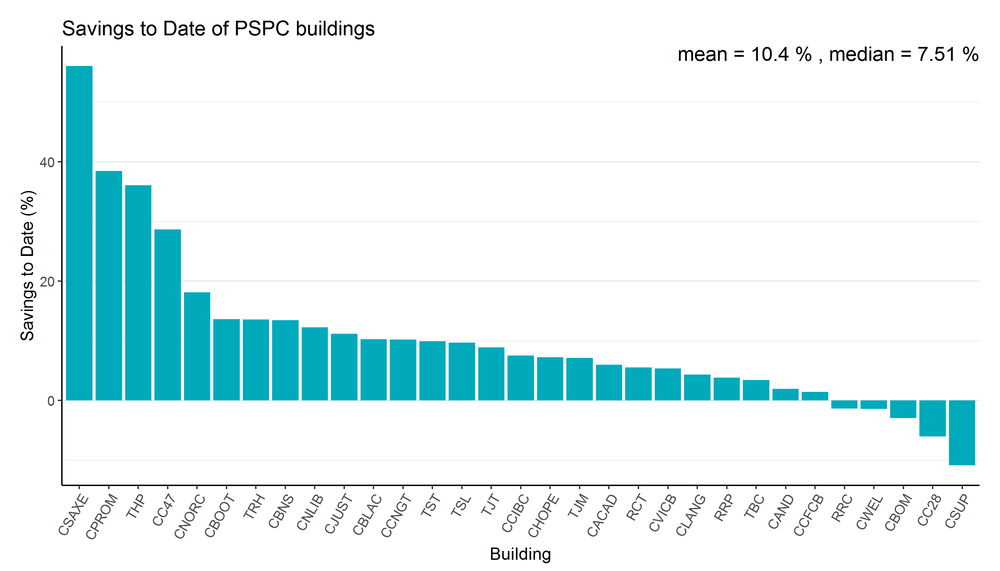 Savings to Date of PSPC buildings
mean = 10.4 % , median = 7.51 %
Savings to Date (%)
40
20
0
CSAXE
CPROM
THP
CC47
CNORC
CBOOT
TRH
CBNS
CNLIB
CJUST
CBLAC
CCNGT
TST
TSL
TJT
CCIBC
CHOPE
TJM
CACAD
RCT
CVICB
CLANG
RRP
TBC
CAND
CCFCB
RRC
CWEL
CBOM
CC28
CSUP
Building